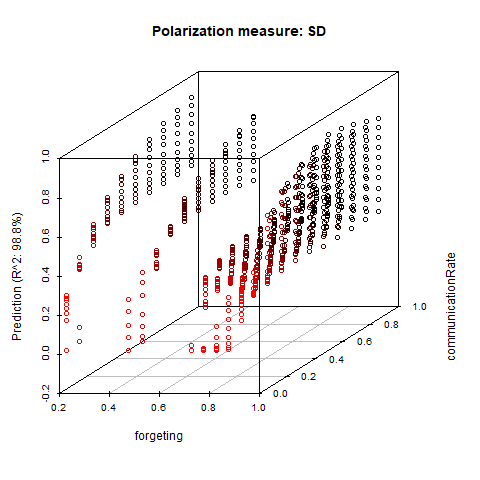 Polarization measure: SD
Prediction (R^2: 98.8%)
1.0
0.8
0.6
0.4
0.2
0.0
-0.2
0.2 0.4 0.6 0.8 1.0
forgeting
0.0
0.2
0.4
0.6
0.8
1.0
communicationRate